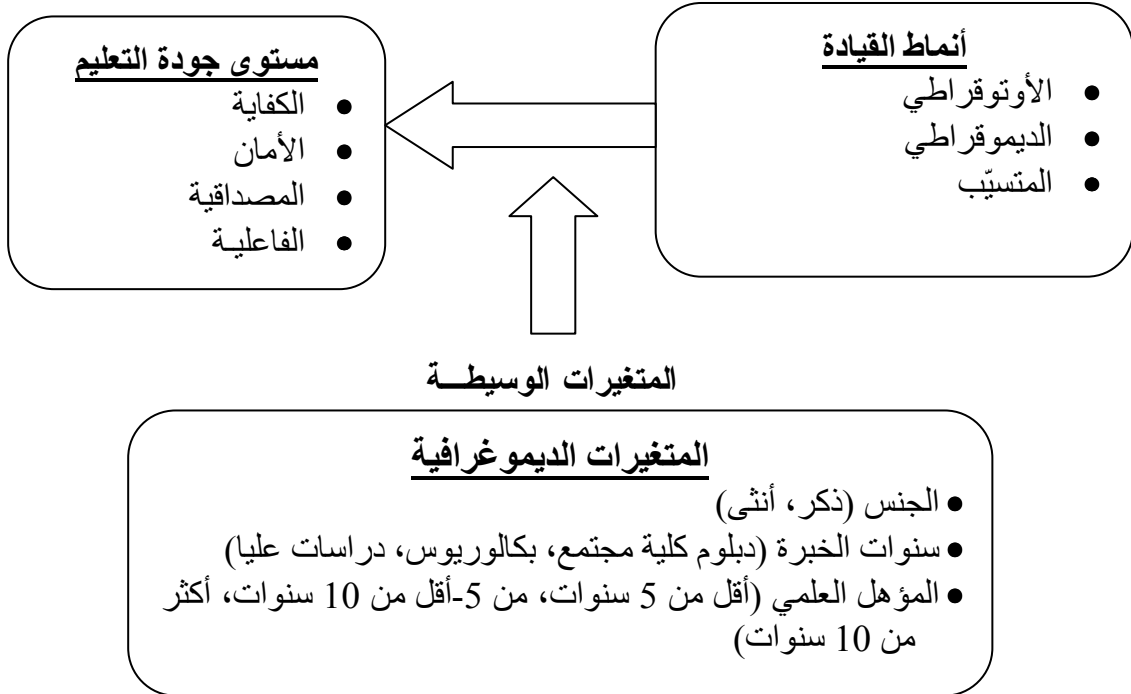 أنماط القيادة
● الأوتوقراطي
● الديموقراطي
● المتسيّب
مستوى جودة التعليم
● الكفاية
● الأمان
● المصداقية
● الفاعليـة
المتغيرات الوسيطـــة
المتغيرات الديموغرافية
● الجنس (ذكر، أنثى)
● سنوات الخبرة (دبلوم كلية مجتمع، بكالوريوس، دراسات عليا)
● المؤهل العلمي (أقل من 5 سنوات، من 5-أقل من 10 سنوات، أكثر
من 10 سنوات)